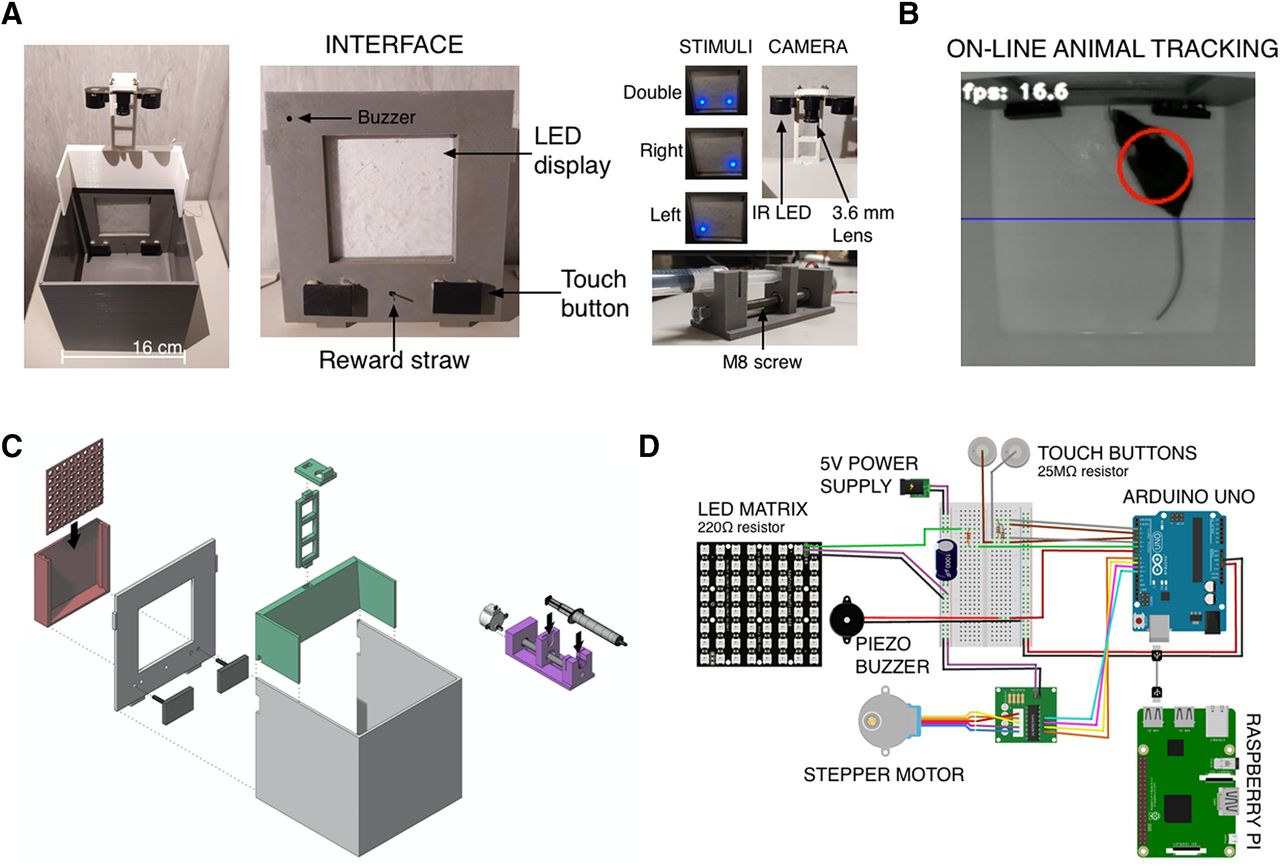 A
INTERFACE
Buzzer
LED
display
Touch
button
Reward straw
16 cm
STIMULI
CAMERA
Double
Right
Left
IR LED
3.6 mm
Lens
M8 screw
B
ON-LINE ANIMAL TRACKING
fps: 16.6
C
D
TOUCH BUTTONS
25MΩ resistor
5V POWER
SUPPLY
ARDUINO UNO
LED MATRIX
220Ω resistor
1000µF
UNO
PIEZO
BUZZER
STEPPER MOTOR
RASPBERRY PI